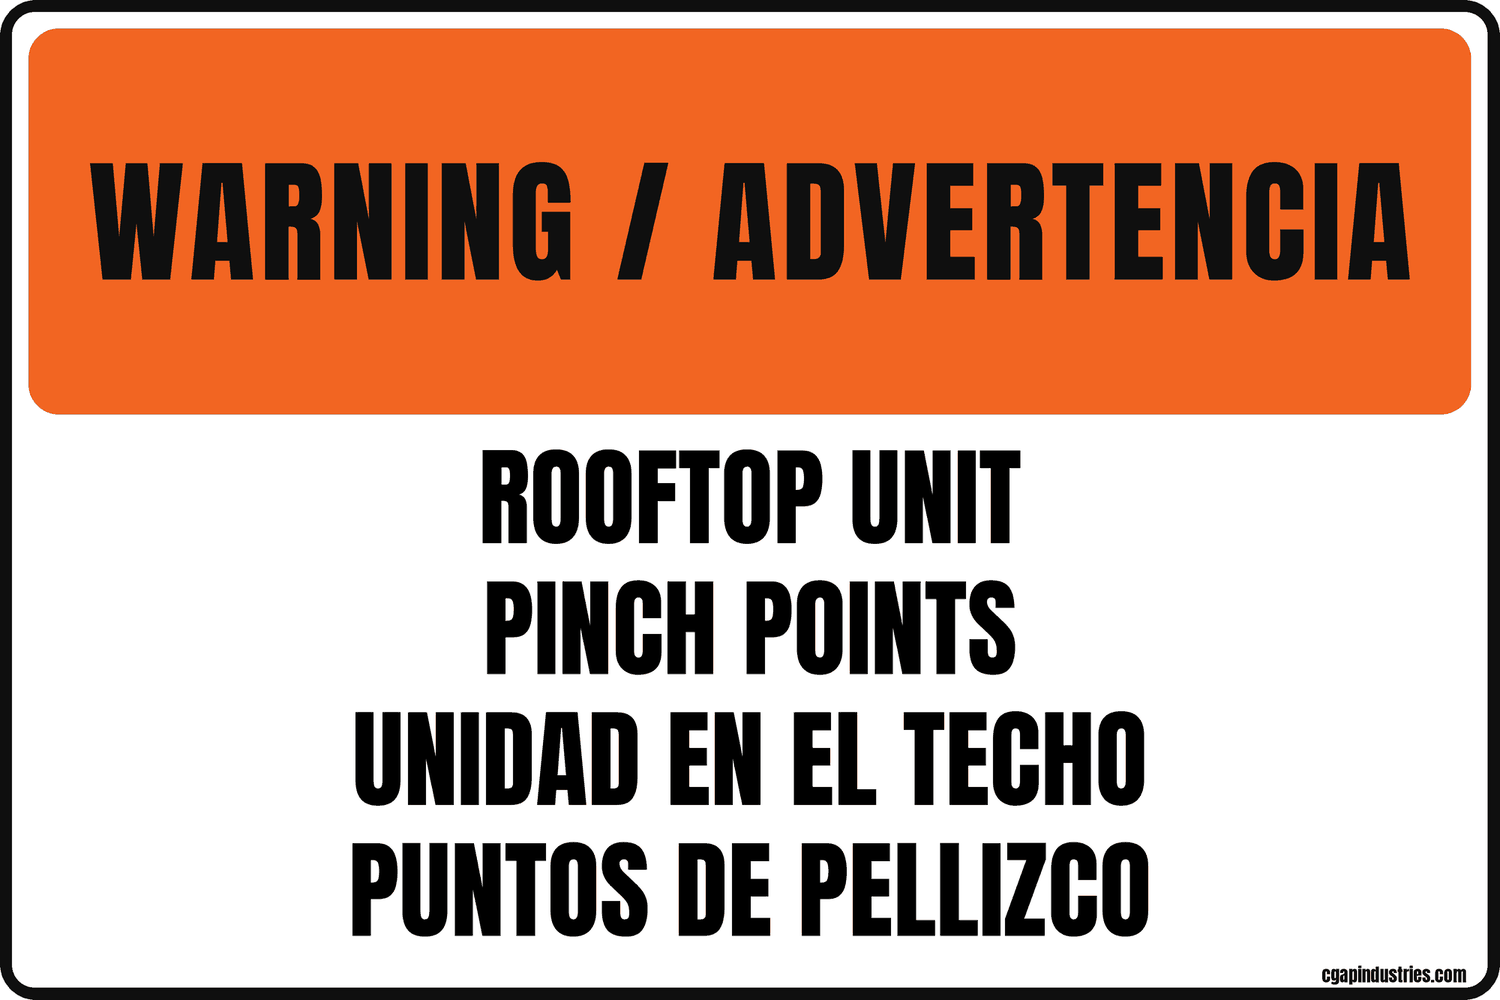 WARNING / ADVERTENCIA
ROOFTOP UNIT
PINCH POINTS
UNIDAD EN EL TECHO
PUNTOS DE PELLIZCO
cgapindustries.com